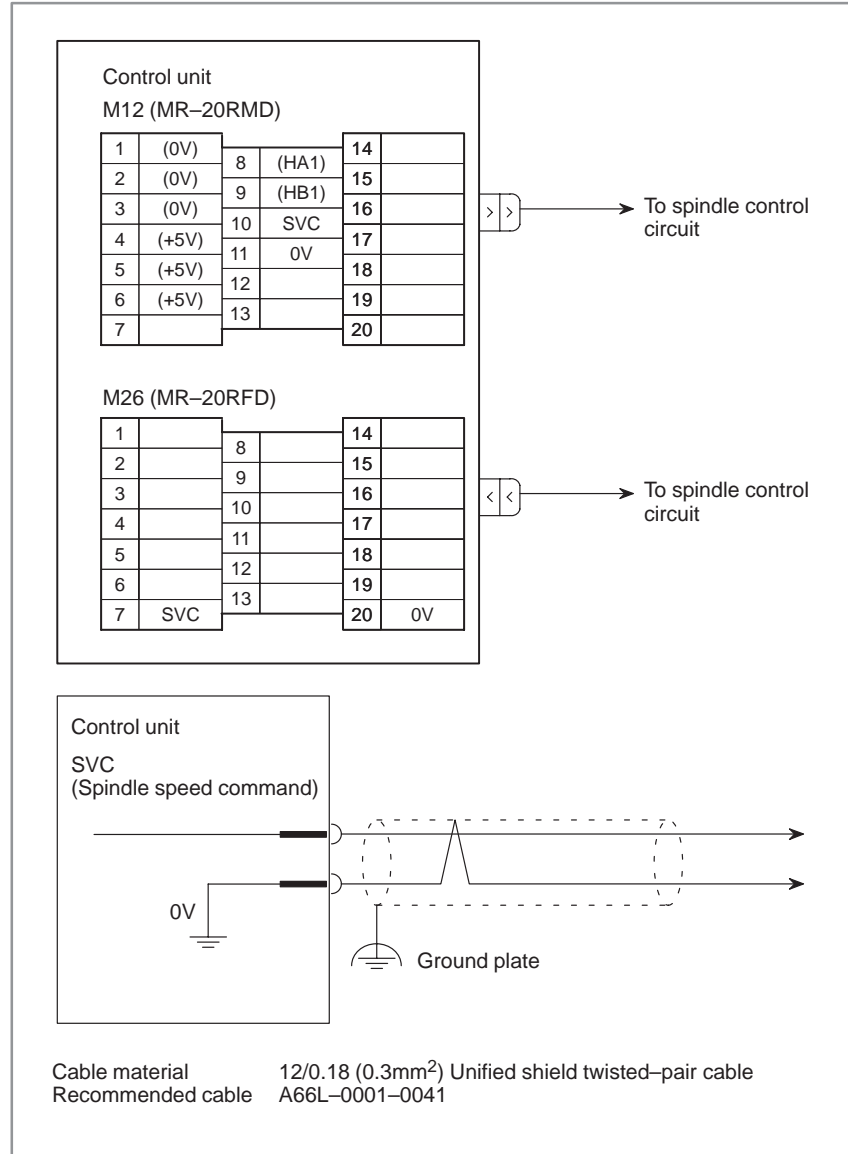 Control unit
M12 (MR–20RMD)
1 (0V) 14
8 (HA1)
2 (0V) 15
9 (HB1)
3 (0V) 16
10 SVC
4 (+5V) 17
11 0V
5 (+5V) 18
12
6 (+5V) 19
13
7 20
> >
To spindle control
circuit
M26 (MR–20RFD)
1 14
8
2 15
9
3 16
10
4 17
11
5 18
12
6 19
13
7 SVC 20 0V
< <
To spindle control
circuit
Control unit
SVC
(Spindle speed command)
0V
Ground plate
Cable material 12/0.18 (0.3mm²) Unified shield twisted–pair cable
Recommended cable A66L–0001–0041